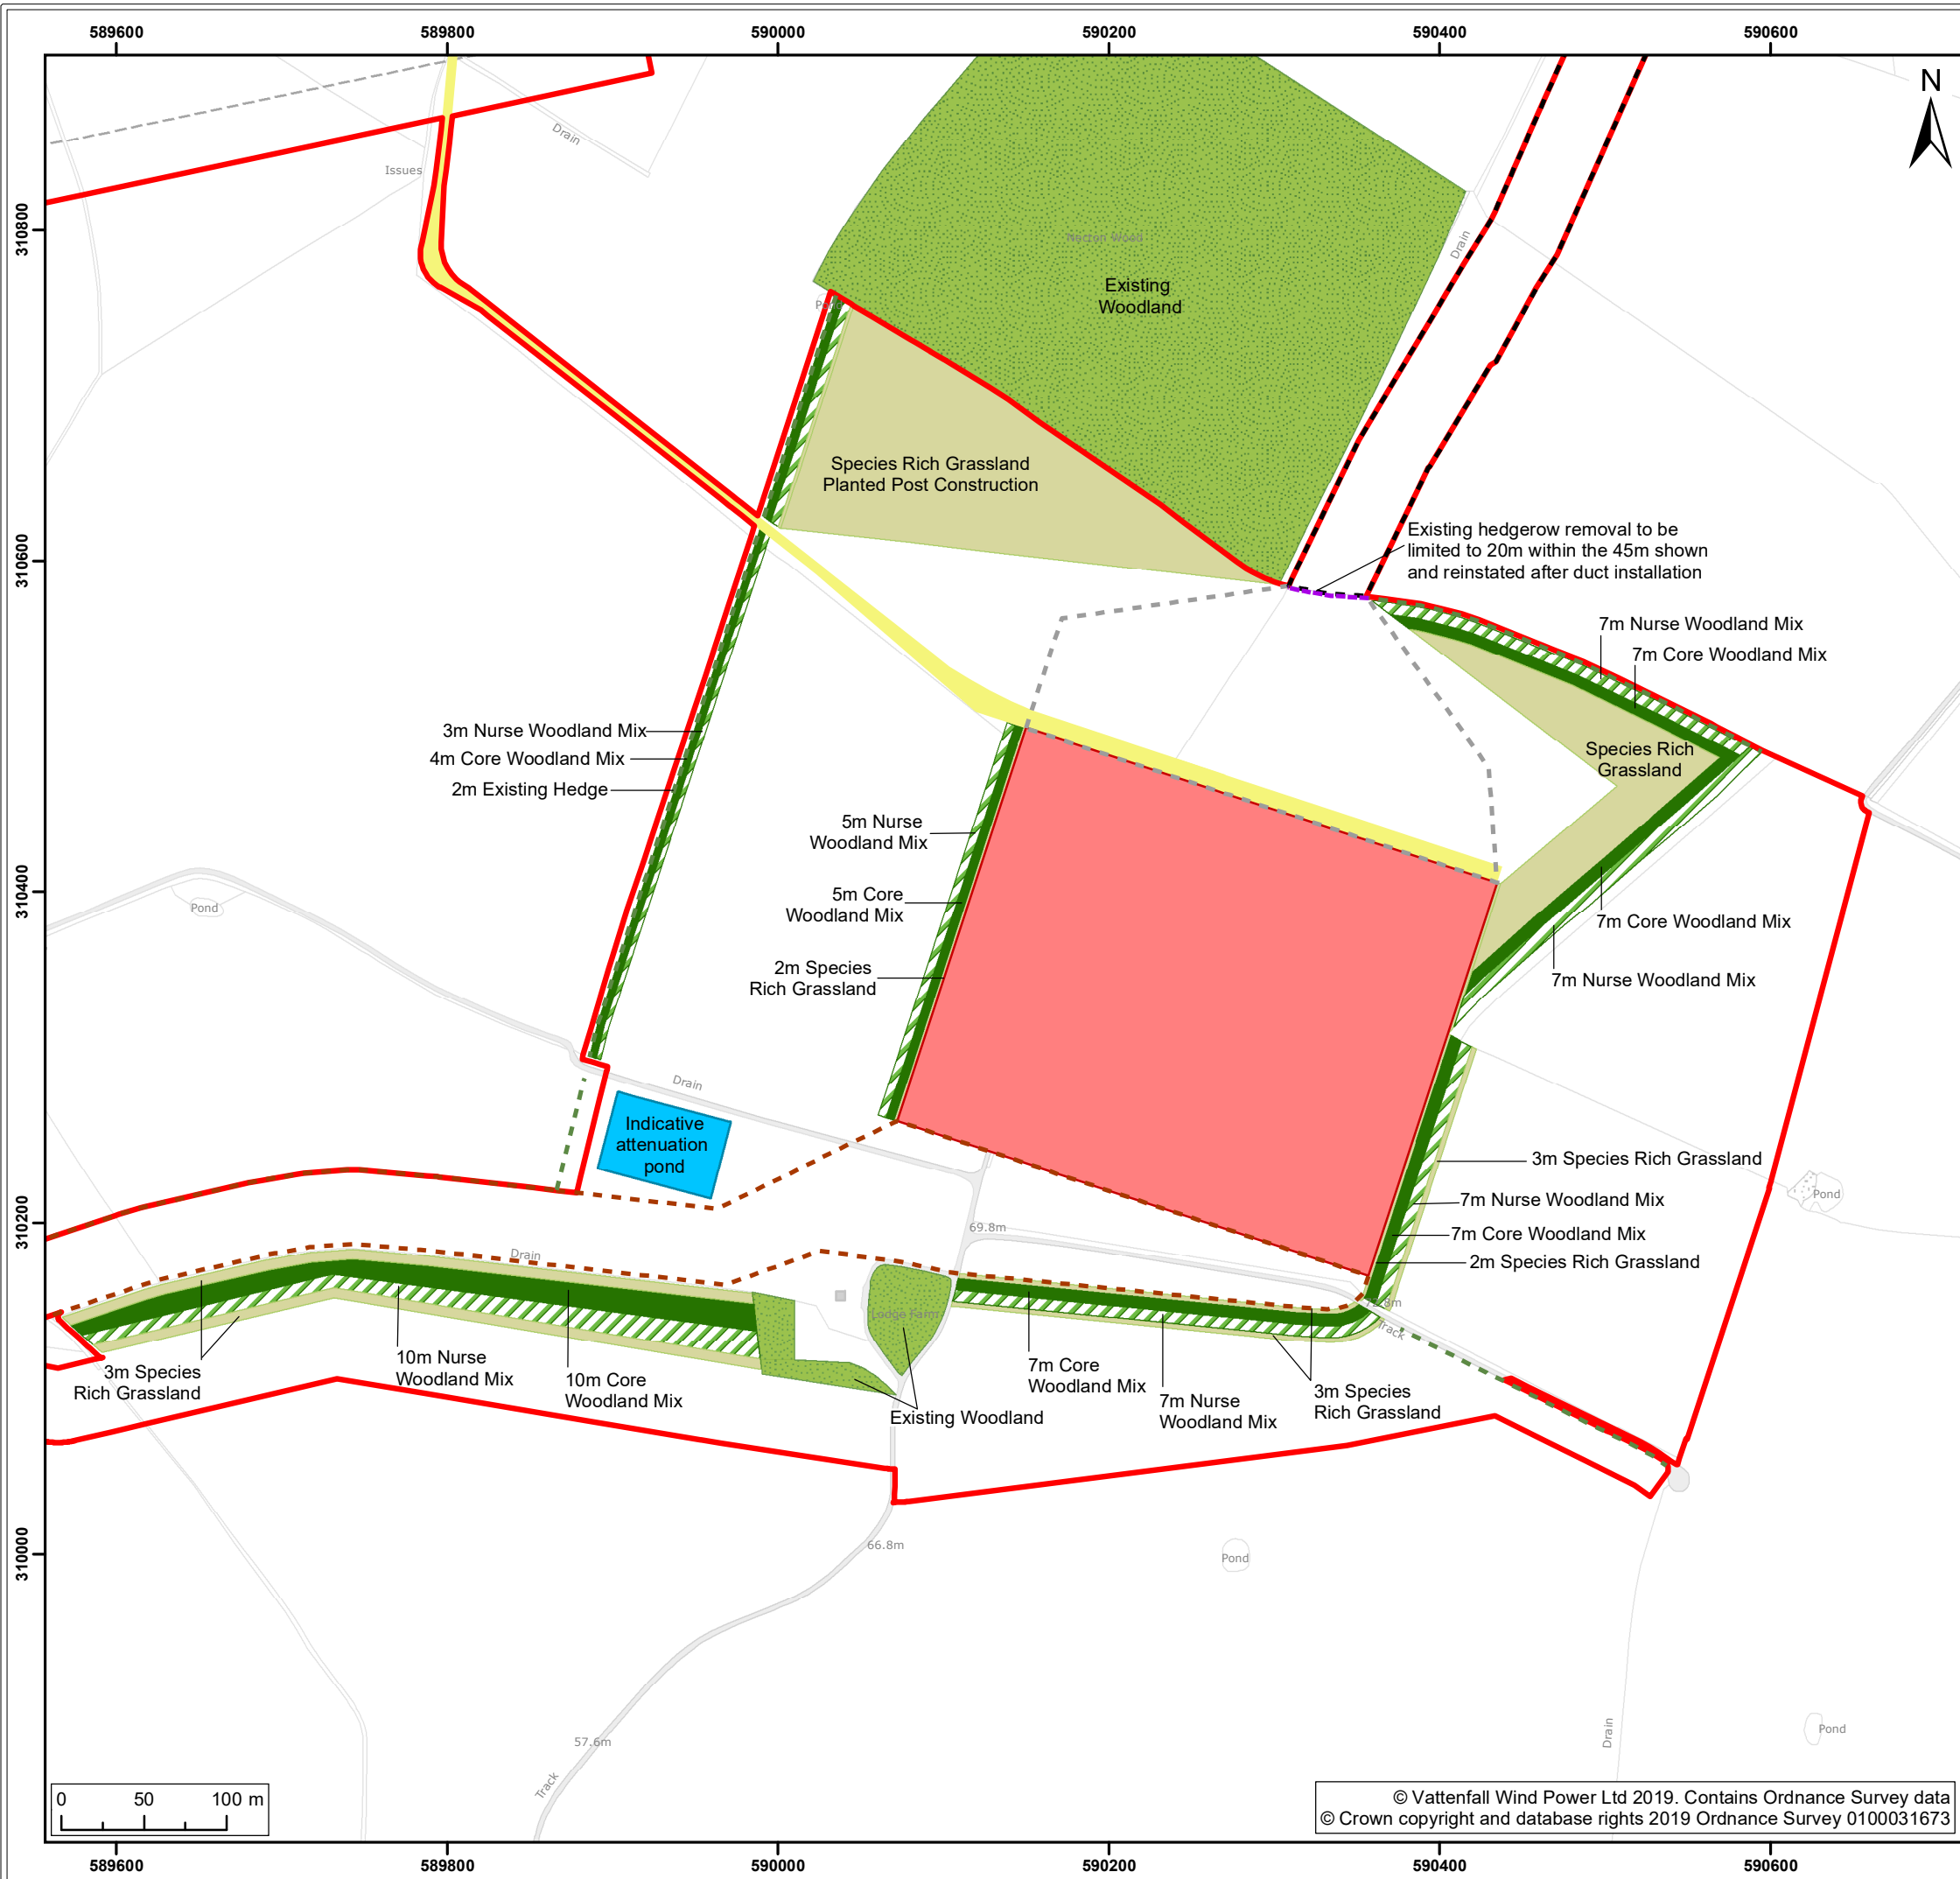 589600 589800 590000 590200 590400 590600
N
Drain
Issues
310800
Drain
Necton Wood
Existing
Woodland
Pond
Species Rich Grassland
Planted Post Construction
Existing hedgerow removal to be
limited to 20m within the 45m shown
and reinstated after duct installation
310600
7m Nurse Woodland Mix
7m Core Woodland Mix
3m Nurse Woodland Mix
4m Core Woodland Mix
2m Existing Hedge
Species Rich
Grassland
5m Nurse
Woodland Mix
5m Core
Woodland Mix
2m Species
Rich Grassland
310400
Pond
7m Core Woodland Mix
7m Nurse Woodland Mix
Drain
Indicative
attenuation
pond
3m Species Rich Grassland
7m Nurse Woodland Mix
7m Core Woodland Mix
2m Species Rich Grassland
Pond
310200
69.8m
Drain
Lodge Farm
Track
3m Species
Rich Grassland
10m Nurse
Woodland Mix
10m Core
Woodland Mix
Existing Woodland
7m Core
Woodland Mix
7m Nurse
Woodland Mix
3m Species
Rich Grassland
310000
66.8m
Pond
57.6m
Track
Drain
Pond
0 50 100 m
© Vattenfall Wind Power Ltd 2019. Contains Ordnance Survey data
© Crown copyright and database rights 2019 Ordnance Survey 0100031673
589600 589800 590000 590200 590400 590600